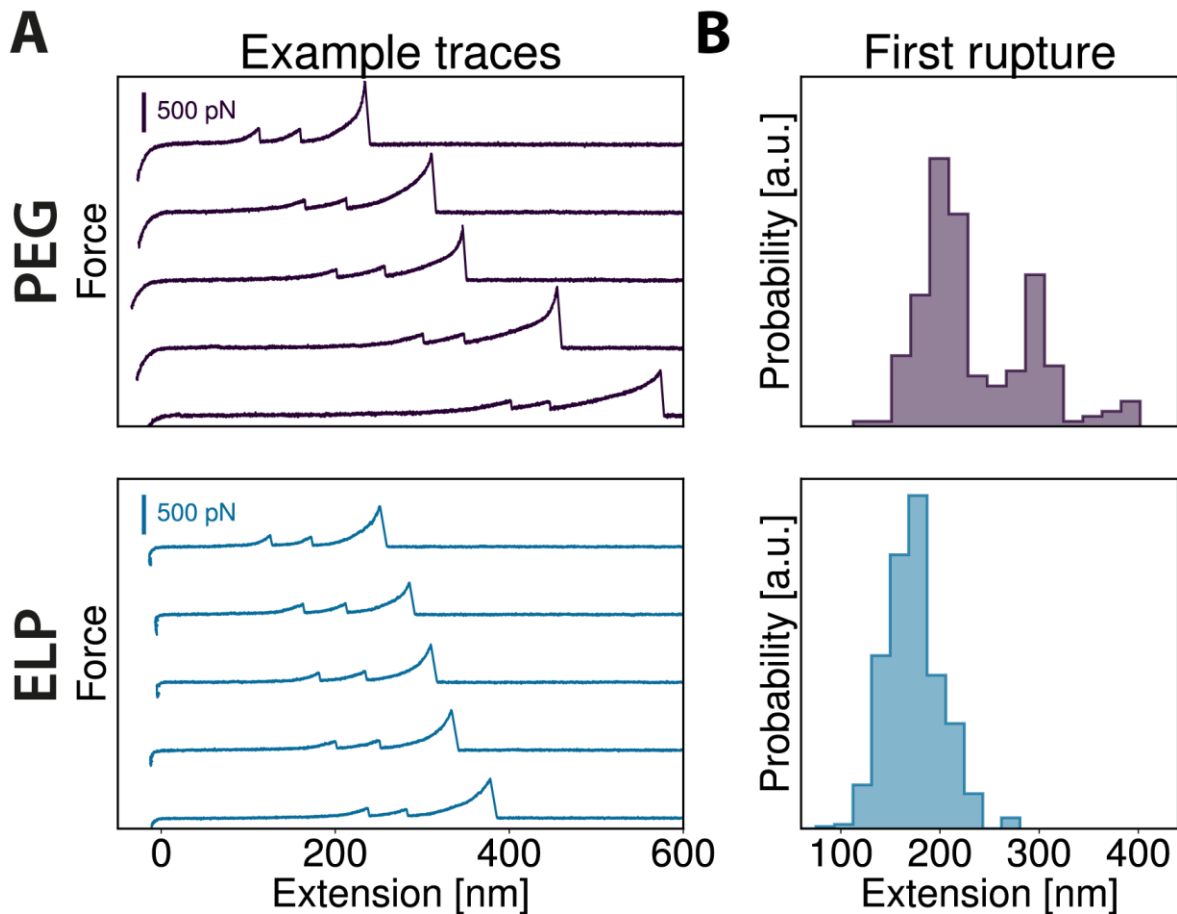 A
Example traces
PEG
Force
500 pN
B
First rupture
Probability [a.u.]
ELP
Force
500 pN
0 200 400 600
Extension [nm]
Probability [a.u.]
100 200 300 400
Extension [nm]